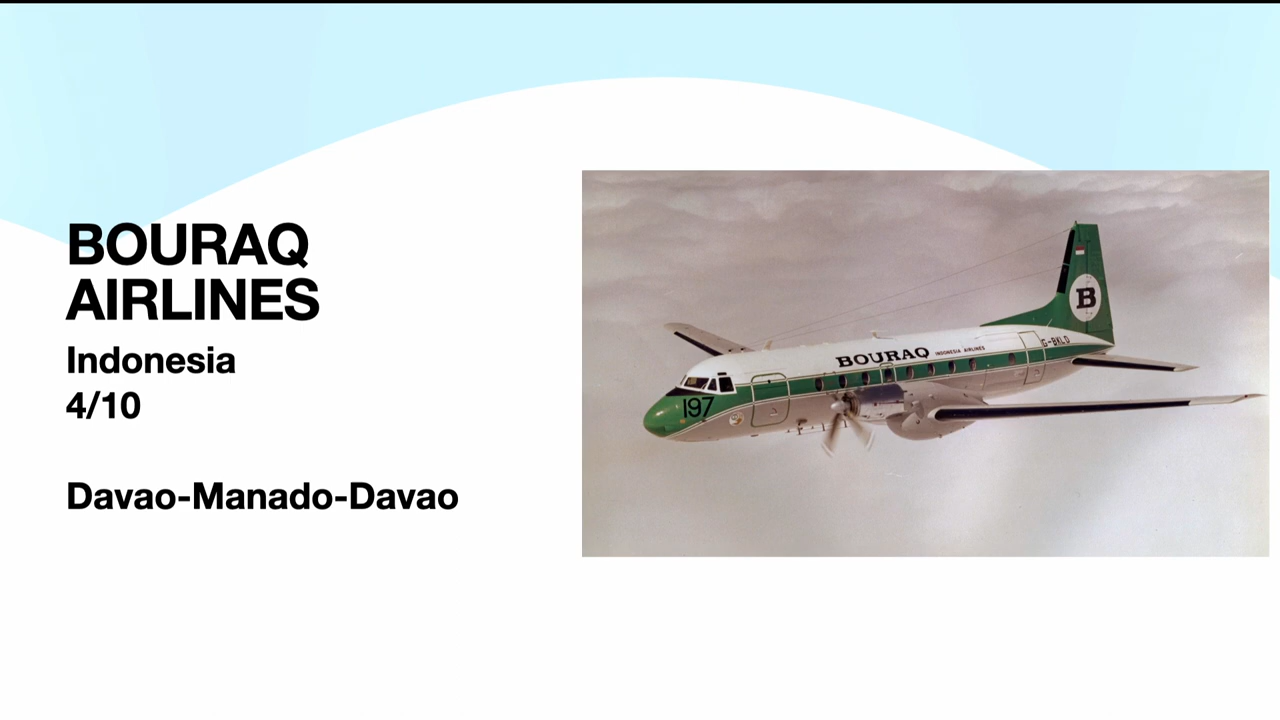 BOURAQ
AIRLINES
Indonesia
4/10
Davao-Manado-Davao
B
BOURAQ INDONESIA AIRLINES
G-BKLD
197